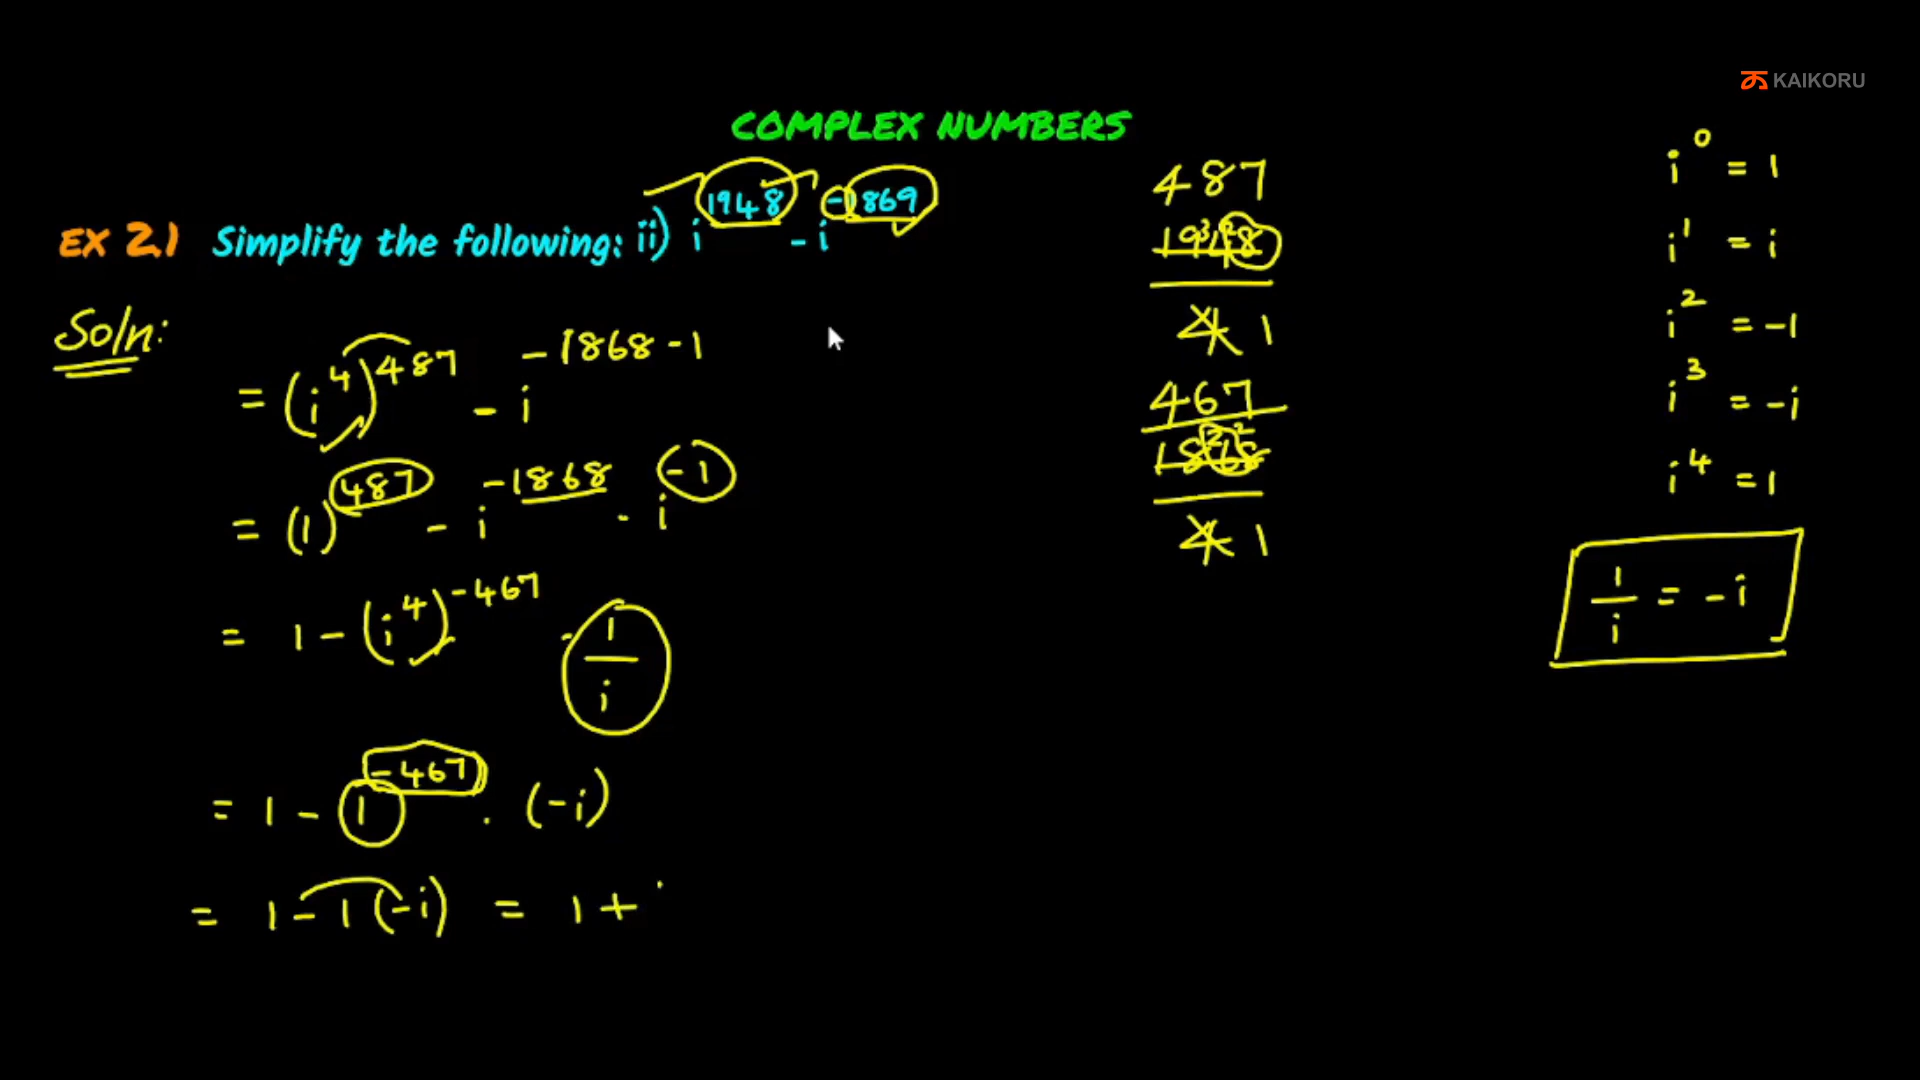 KAIKORU
COMPLEX NUMBERS
EX 2.1 Simplify the following: ii) i^1948 - i^-1869
Soln:
= (i^4)^487 - i^-1868-1
= (1)^487 - i^-1868 . i^-1
= 1 - (i^4)^-467 . 1/i
= 1 - 1^-467 . (-i)
= 1 - 1 (-i) = 1 +
487
1948
4 1
467
1868
4 1
i^0 = 1
i^1 = i
i^2 = -1
i^3 = -i
i^4 = 1
1/i = -i